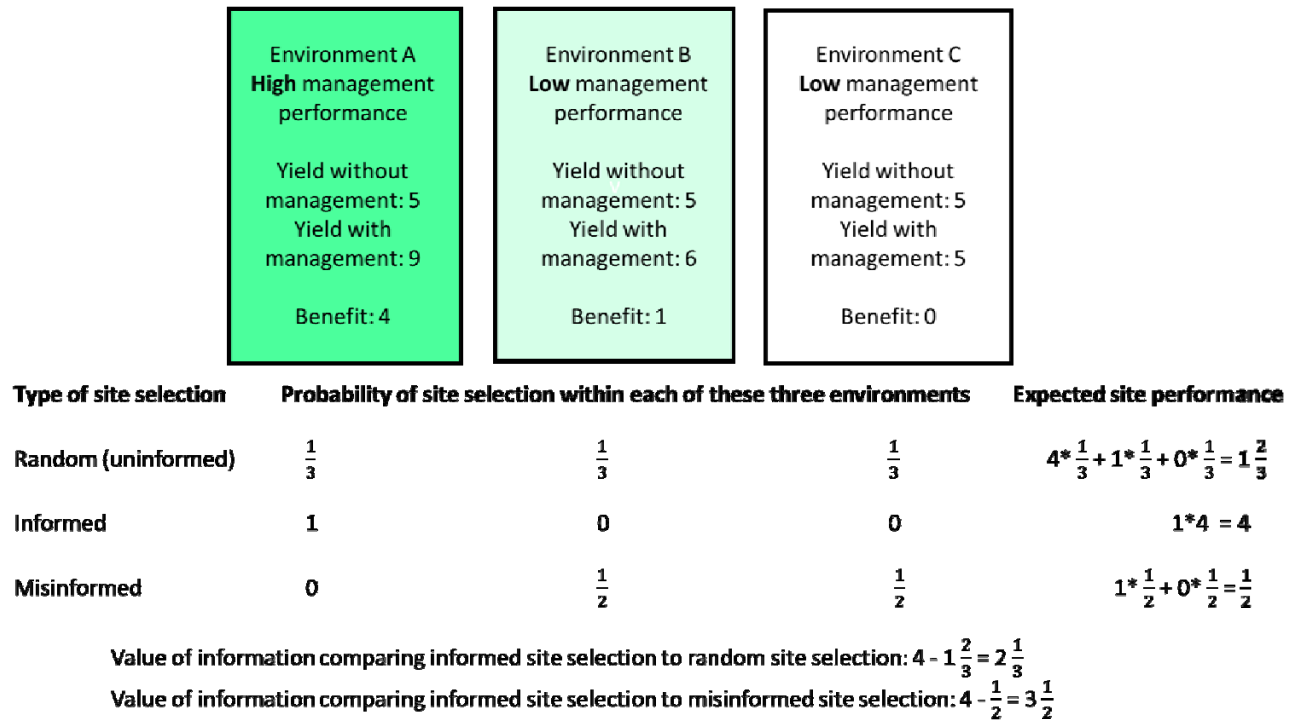 Environment A
High management
performance
Yield without
management: 5
Yield with
management: 9
Benefit: 4
Environment B
Low management
performance
Yield without
management: 5
Yield with
management: 6
Benefit: 1
Environment C
Low management
performance
Yield without
management: 5
Yield with
management: 5
Benefit: 0
Type of site selection Probability of site selection within each of these three environments Expected site performance
Random (uninformed) 1/3 1/3 1/3 4* 1/3 + 1* 1/3 + 0* 1/3 = 1 2/3
Informed 1 0 0 1*4 = 4
Misinformed 0 1/2 1/2 1* 1/2 + 0* 1/2 = 1/2
Value of information comparing informed site selection to random site selection: 4 - 1 2/3 = 2 1/3
Value of information comparing informed site selection to misinformed site selection: 4 - 1/2 = 3 1/2